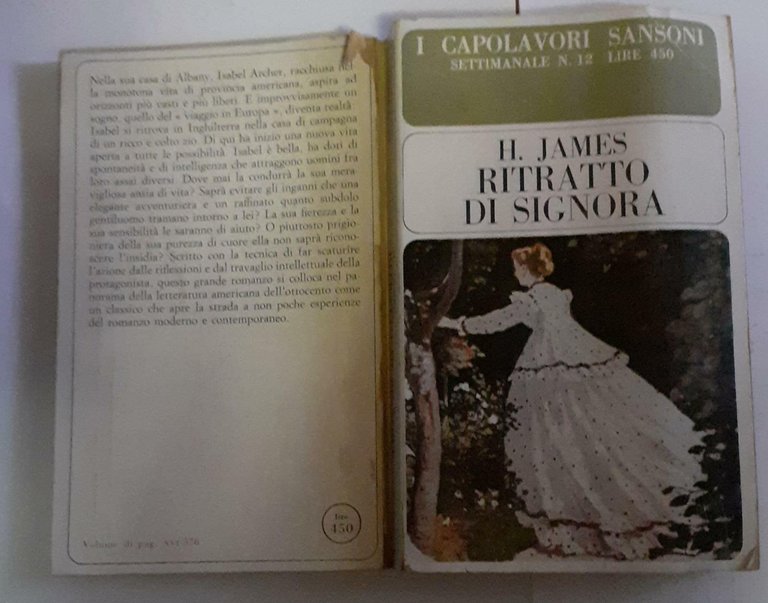 Nella sua casa di Albany, Isabel Archer, racchiusa nel-
la monotona vita di provincia americana, aspira ad
orizzonti più vasti e più liberi. E improvvisamente un
sogno, quello del « viaggio in Europa », diventa realtà.
Isabel si ritrova in Inghilterra nella casa di campagna
di un ricco e colto zio. Di qui ha inizio una nuova vita
aperta a tutte le possibilità. Isabel è bella, ha doti di
spontaneità e di intelligenza che attraggono uomini fra
loro assai diversi. Dove mai la condurrà la sua mera-
vigliosa ansia di vita? Saprà evitare gli inganni che una
elegante avventuriera e un raffinato quanto subdolo
gentiluomo tramano intorno a lei? La sua fierezza e la
sua sensibilità le saranno di aiuto? O piuttosto prigio-
niera della sua purezza di cuore ella non saprà ricono-
scere l'insidia? Scritto con la tecnica di far scaturire
l'azione dalle riflessioni e dal travaglio intellettuale della
protagonista, questo grande romanzo si colloca nel pa-
norama della letteratura americana dell'ottocento come
un classico che apre la strada a non poche esperienze
del romanzo moderno e contemporaneo.
Volume di pag. XVI-576
lire
450
I CAPOLAVORI SANSONI
SETTIMANALE N. 12 LIRE 450
H. JAMES
RITRATTO
DI SIGNORA